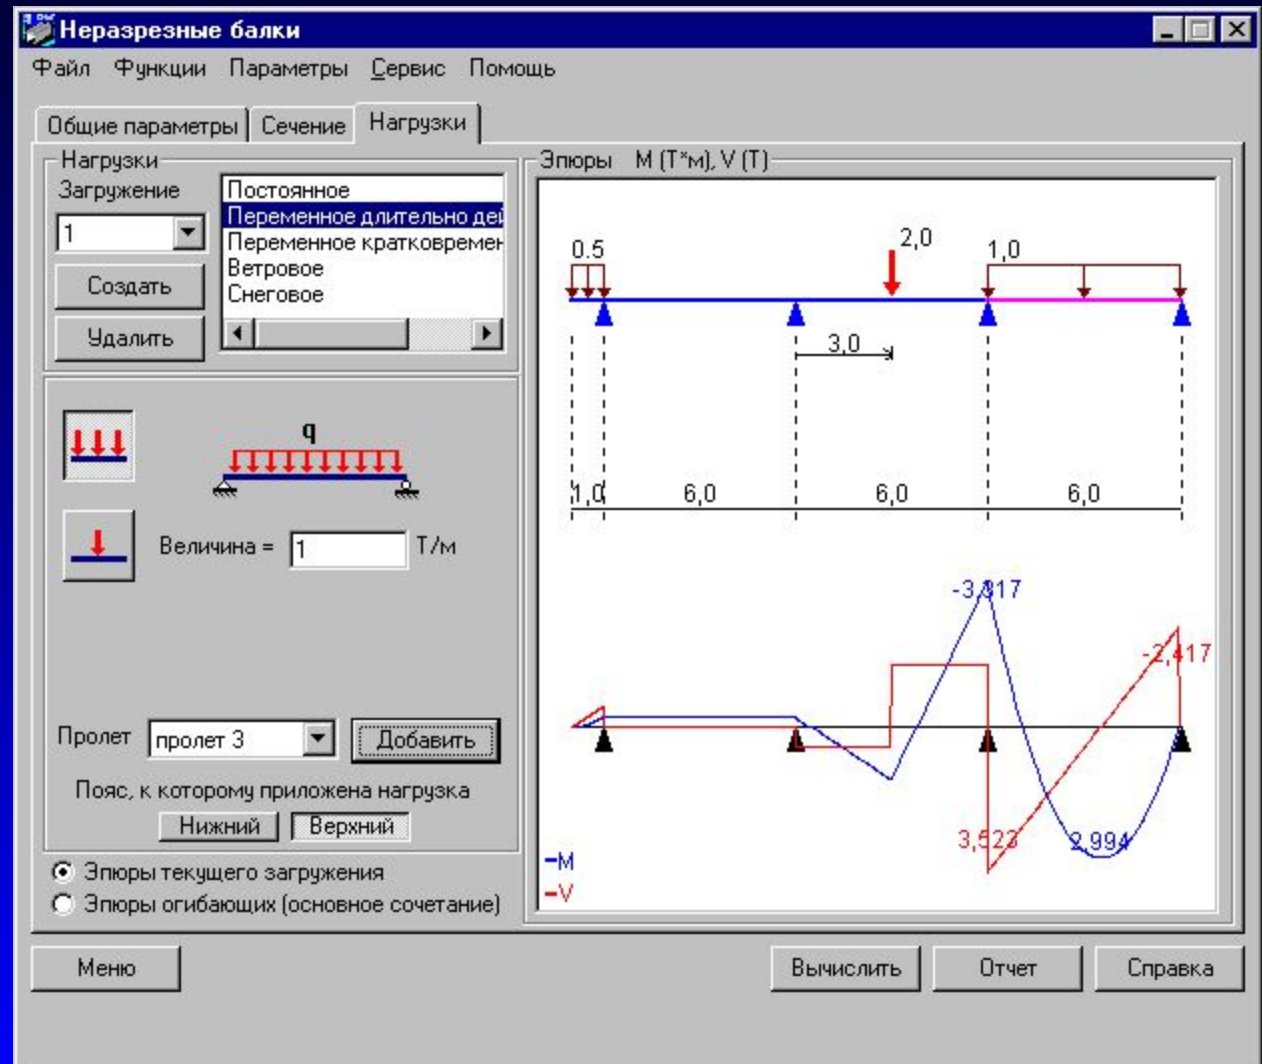 Неразрезные балки
Файл Функции Параметры Сервис Помощь
Общие параметры Сечение Нагрузки
Нагрузки
Загружение
1
Создать
Удалить
Постоянное
Переменное длительно дей
Переменное кратковремен
Ветровое
Снеговое
q
Величина = 1 Т/м
Пролет пролет 3 Добавить
Пояс, к которому приложена нагрузка
Нижний Верхний
Эпюры текущего загружения
Эпюры огибающих (основное сочетание)
Эпюры M (Т*м), V (Т)
0.5 2,0 1,0
3,0
1,0 6,0 6,0 6,0
-3,817
-2,417
3,523 2,994
M
V
Меню Вычислить Отчет Справка